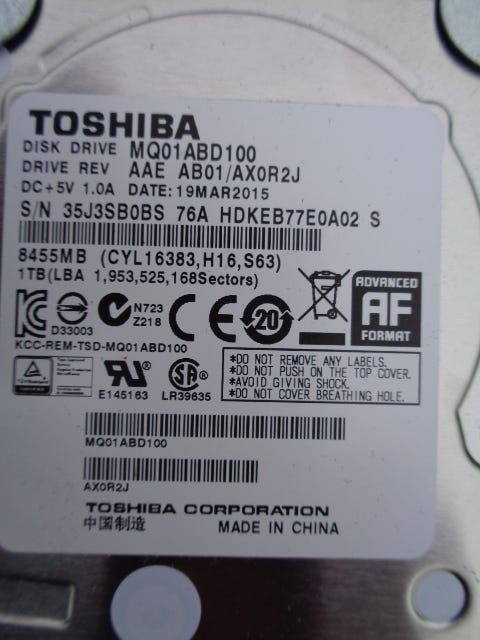 TOSHIBA
DISK DRIVE MQ01ABD100
DRIVE REV AAE AB01/AX0R2J
DC+5V 1.0A DATE:19MAR2015
S/N 35J3SB0BS 76A HDKEB77E0A02 S
8455MB (CYL16383,H16,S63)
1TB(LBA 1,953,525,168Sectors)
D33003
N723
Z218
CE
20
ADVANCED
AF
FORMAT
KCC-REM-TSD-MQ01ABD100
E145163
SA
LR39635
*DO NOT REMOVE ANY LABELS.
*DO NOT PUSH ON THE TOP COVER.
*AVOID GIVING SHOCK.
*DO NOT COVER BREATHING HOLE.
MQ01ABD100
AX0R2J
TOSHIBA CORPORATION
中国制造 MADE IN CHINA